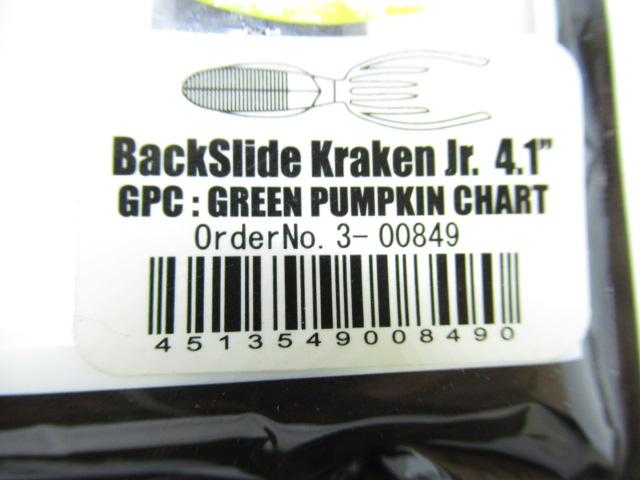 BackSlide Kraken Jr. 4.1”
GPC : GREEN PUMPKIN CHART
OrderNo. 3-00849
4513549008490